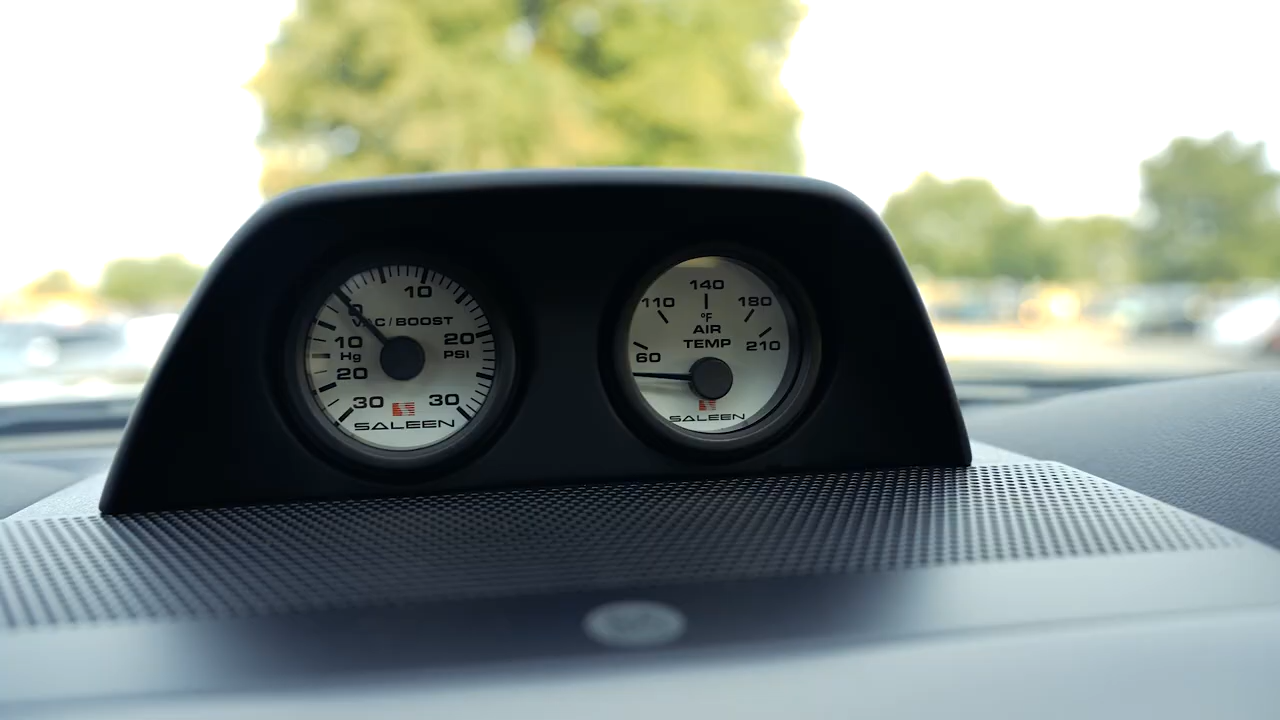 10
0
VAC/BOOST
10
20
Hg
PSI
20
30
30
SALEEN
140
110
180
°F
AIR
TEMP
60
210
SALEEN